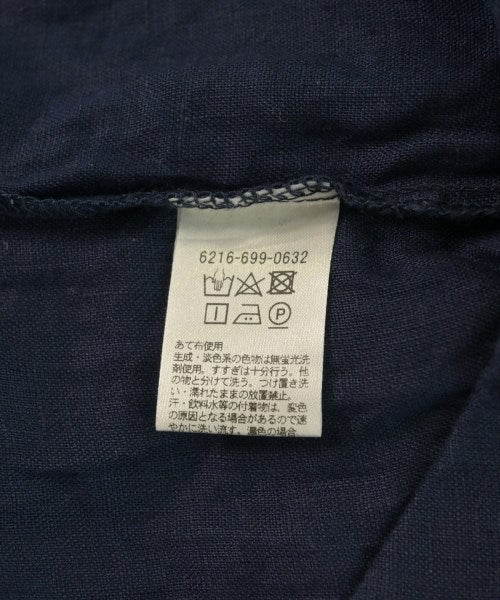 6216-699-0632
P
あて布使用
生成・淡色系の色物は無蛍光洗
剤使用。すすぎは十分行う。他
の物と分けて洗う。つけ置き洗
い・濡れたままの放置禁止。
汗・飲料水等の付着物は、変色
の原因となる場合があるので速
やかに洗い流す。濃色の場合、